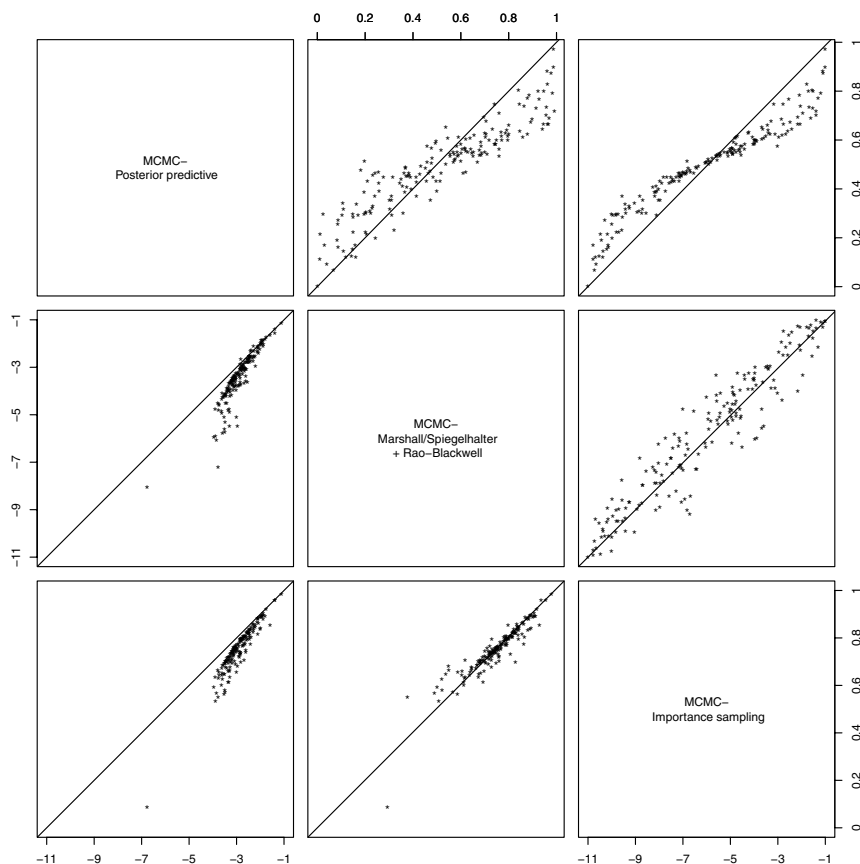 0 0.2 0.4 0.6 0.8 1
MCMC−
Posterior predictive
0 0.2 0.4 0.6 0.8 1
−11 −9 −7 −5 −3 −1
MCMC−
Marshall/Spiegelhalter
+ Rao−Blackwell
MCMC−
Importance sampling
0 0.2 0.4 0.6 0.8 1
−11 −9 −7 −5 −3 −1
−11 −9 −7 −5 −3 −1